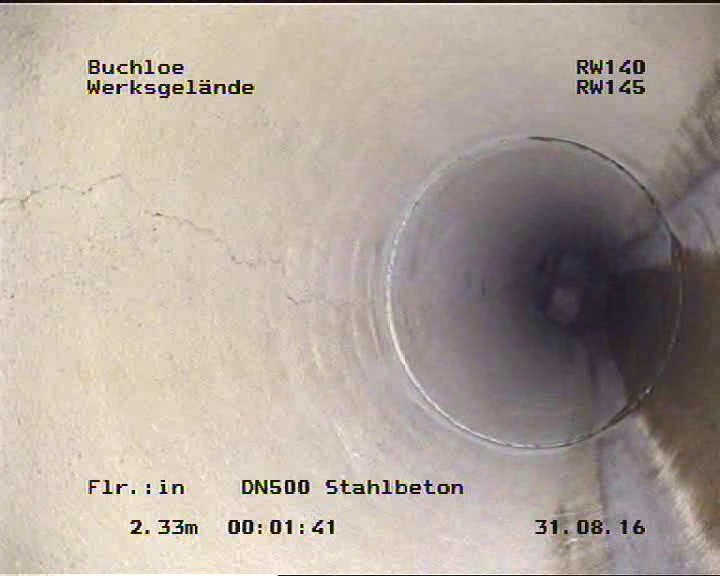 Buchloe RW140
Werksgelände RW145
Flr.:in DN500 Stahlbeton
2.33m 00:01:41 31.08.16